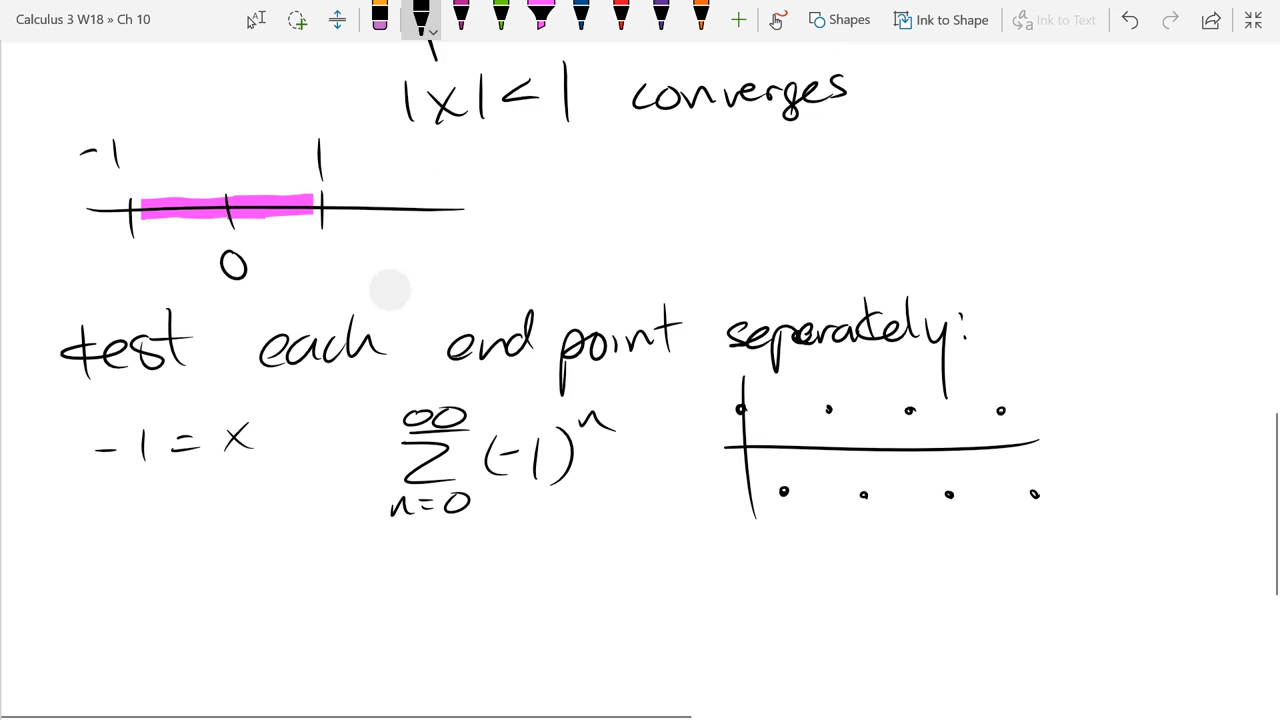 Calculus 3 W18 » Ch 10
Shapes
Ink to Shape
Ink to Text
|x| < 1 converges
-1 1
0
test each end point separately:
-1 = x ∞ ∑ n=0 (-1)^n